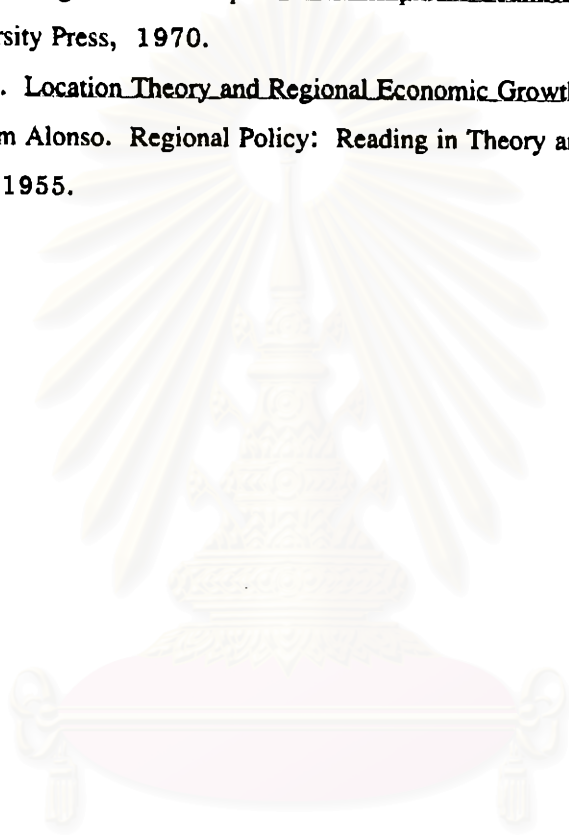 rsity Press, 1970.
. Location Theory and Regional Economic Growth
m Alonso. Regional Policy: Reading in Theory a
1955.